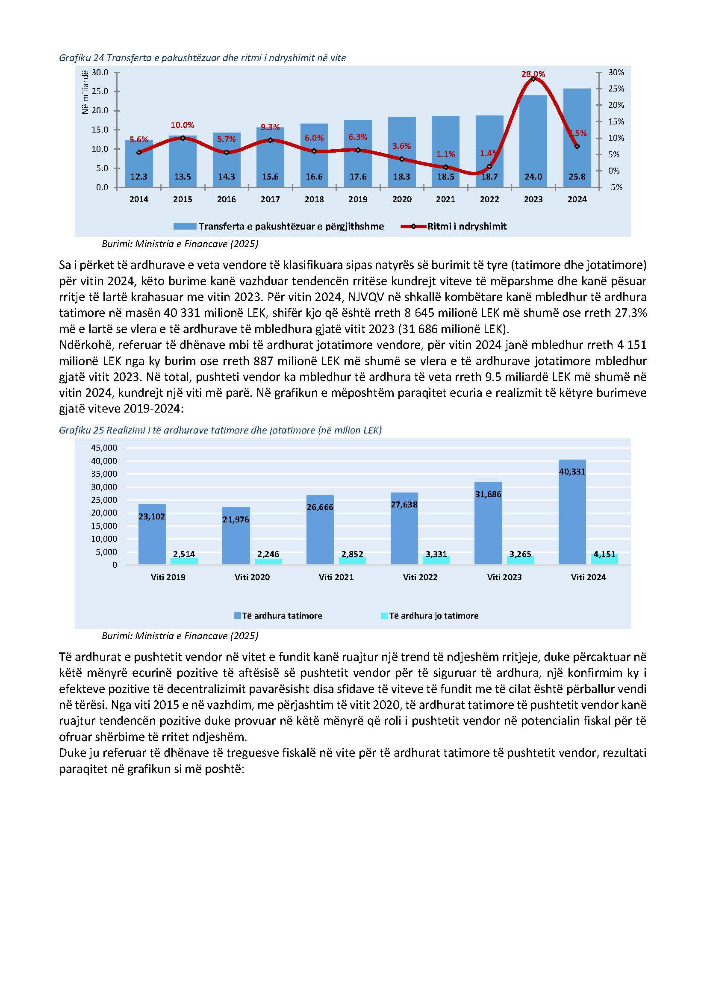 Grafiku 24 Transferta e pakushtëzuar dhe ritmi i ndryshimit në vite
Në miliardë
30.0
25.0
20.0
15.0
10.0
5.0
0.0
30%
25%
20%
15%
10%
5%
0%
-5%
5.6%
10.0%
5.7%
9.3%
6.0%
6.3%
3.6%
1.1%
1.4%
28.0%
.5%
12.3
13.5
14.3
15.6
16.6
17.6
18.3
18.5
18.7
24.0
25.8
2014
2015
2016
2017
2018
2019
2020
2021
2022
2023
2024
Transferta e pakushtëzuar e përgjithshme
Ritmi i ndryshimit
Burimi: Ministria e Financave (2025)
Sa i përket të ardhurave e veta vendore të klasifikuara sipas natyrës së burimit të tyre (tatimore dhe jotatimore)
për vitin 2024, këto burime kanë vazhduar tendencën rritëse kundrejt viteve të mëparshme dhe kanë pësuar
rritje të lartë krahasuar me vitin 2023. Për vitin 2024, NJVQV në shkallë kombëtare kanë mbledhur të ardhura
tatimore në masën 40 331 milionë LEK, shifër kjo që është rreth 8 645 milionë LEK më shumë ose rreth 27.3%
më e lartë se vlera e të ardhurave të mbledhura gjatë vitit 2023 (31 686 milionë LEK).
Ndërkohë, referuar të dhënave mbi të ardhurat jotatimore vendore, për vitin 2024 janë mbledhur rreth 4 151
milionë LEK nga ky burim ose rreth 887 milionë LEK më shumë se vlera e të ardhurave jotatimore mbledhur
gjatë vitit 2023. Në total, pushteti vendor ka mbledhur të ardhura të veta rreth 9.5 miliardë LEK më shumë në
vitin 2024, kundrejt një viti më parë. Në grafikun e mëposhtëm paraqitet ecuria e realizmit të këtyre burimeve
gjatë viteve 2019-2024:
Grafiku 25 Realizimi i të ardhurave tatimore dhe jotatimore (në milion LEK)
45,000
40,000
35,000
30,000
25,000
20,000
15,000
10,000
5,000
0
23,102
2,514
21,976
2,246
26,666
2,852
27,638
3,331
31,686
3,265
40,331
4,151
Viti 2019
Viti 2020
Viti 2021
Viti 2022
Viti 2023
Viti 2024
Të ardhura tatimore
Të ardhura jo tatimore
Burimi: Ministria e Financave (2025)
Të ardhurat e pushtetit vendor në vitet e fundit kanë ruajtur një trend të ndjeshëm rritjeje, duke përcaktuar në
këtë mënyrë ecurinë pozitive të aftësisë së pushtetit vendor për të siguruar të ardhura, një konfirmim ky i
efekteve pozitive të decentralizimit pavarësisht disa sfidave të viteve të fundit me të cilat është përballur vendi
në tërësi. Nga viti 2015 e në vazhdim, me përjashtim të vitit 2020, të ardhurat tatimore të pushtetit vendor kanë
ruajtur tendencën pozitive duke provuar në këtë mënyrë që roli i pushtetit vendor në potencialin fiskal për të
ofruar shërbime të rritet ndjeshëm.
Duke ju referuar të dhënave të treguesve fiskalë në vite për të ardhurat tatimore të pushtetit vendor, rezultati
paraqitet në grafikun si më poshtë: